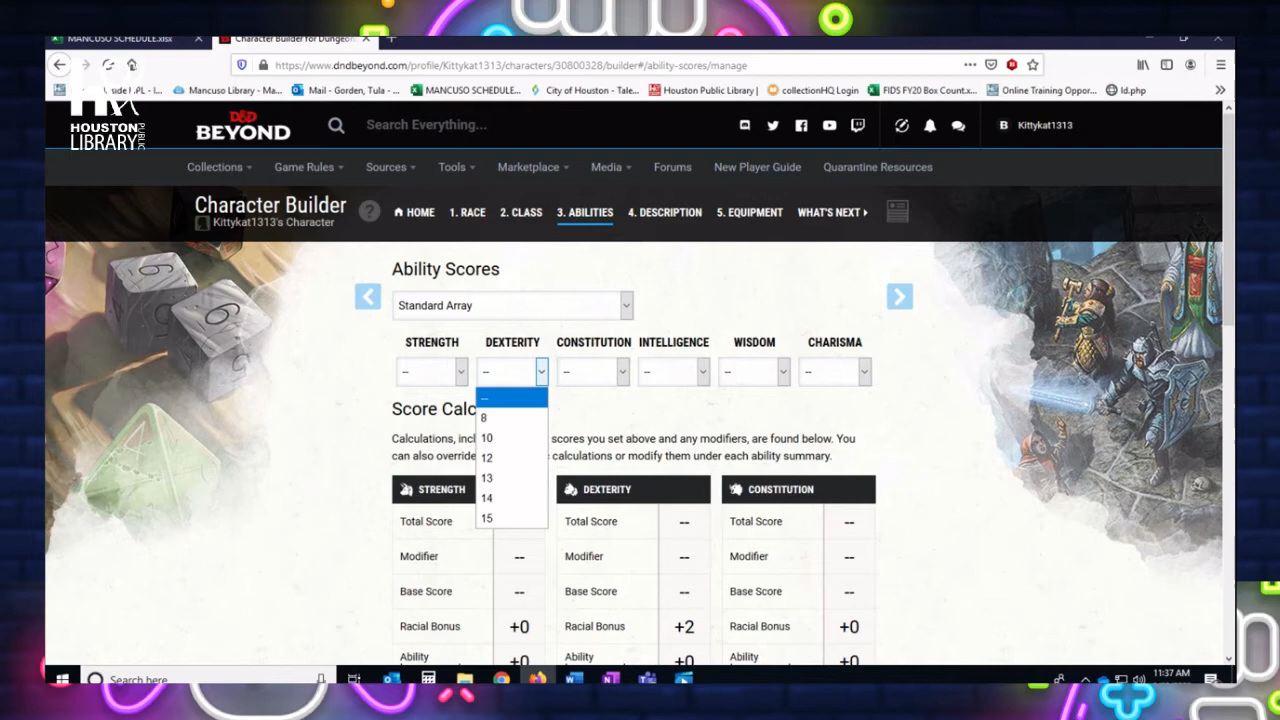 MANCUSO SCHEDULE.xlsx
Character Builder for Dungeon
https://www.dndbeyond.com/profile/Kittykat1313/characters/30800328/builder#/ability-scores/manage
HOUSTON
LIBRARY
PUBLIC
Mancuso Library - Ma...
Mail - Gorden, Tula - ...
MANCUSO SCHEDULE...
City of Houston - Tale...
Houston Public Library |
collectionHQ Login
FIDS FY20 Box Count.x...
Online Training Oppor...
Id.php
D&D
BEYOND
Search Everything...
Kittykat1313
Collections
Game Rules
Sources
Tools
Marketplace
Media
Forums
New Player Guide
Quarantine Resources
Character Builder
Kittykat1313's Character
?
HOME
1. RACE
2. CLASS
3. ABILITIES
4. DESCRIPTION
5. EQUIPMENT
WHAT'S NEXT
Ability Scores
Standard Array
STRENGTH DEXTERITY CONSTITUTION INTELLIGENCE WISDOM CHARISMA
-- -- -- -- -- --
--
8
10
12
13
14
15
Score Calc
Calculations, incl scores you set above and any modifiers, are found below. You
can also override calculations or modify them under each ability summary.
STRENGTH DEXTERITY CONSTITUTION
Total Score Total Score -- Total Score --
Modifier -- Modifier -- Modifier --
Base Score -- Base Score -- Base Score --
Racial Bonus +0 Racial Bonus +2 Racial Bonus +0
Ability +0 Ability +0 Ability +0
Search here
11:37 AM